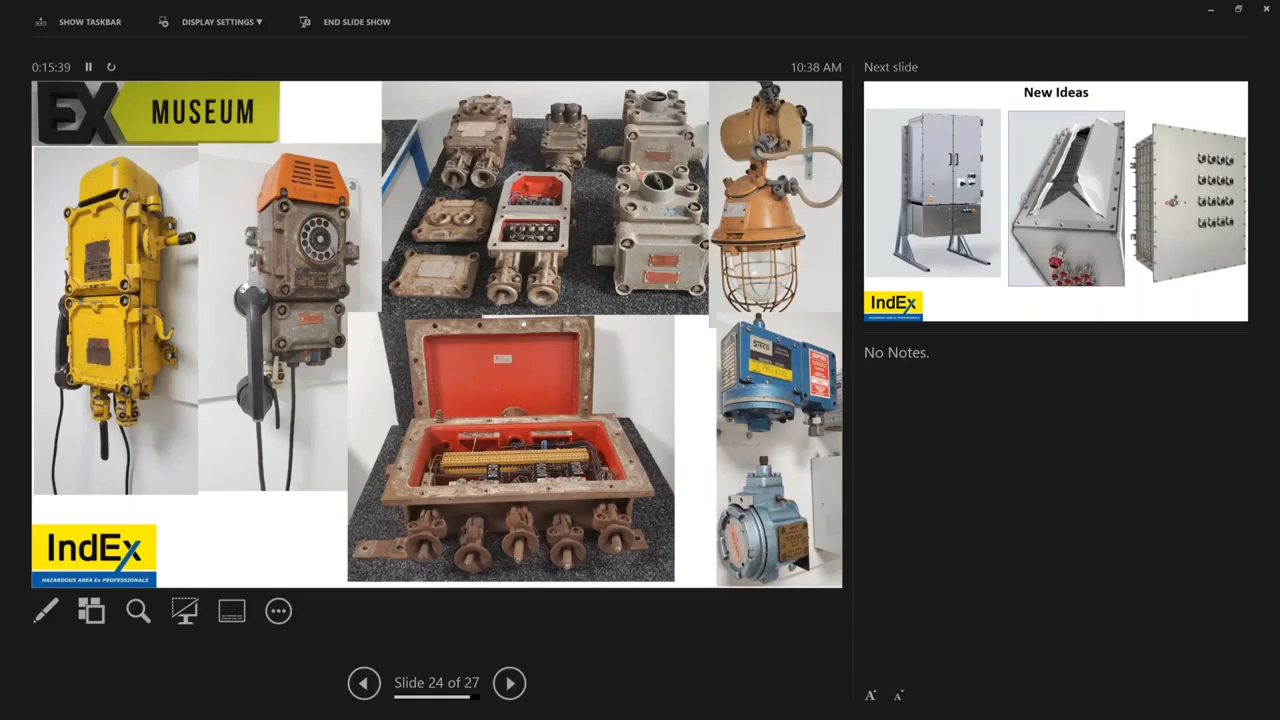 SHOW TASKBAR
DISPLAY SETTINGS ▼
END SLIDE SHOW
0:15:39
10:38 AM
Next slide
EX MUSEUM
New Ideas
IndEx
IndEx
HAZARDOUS AREA Ex PROFESSIONALS
No Notes.
Slide 24 of 27
A
A